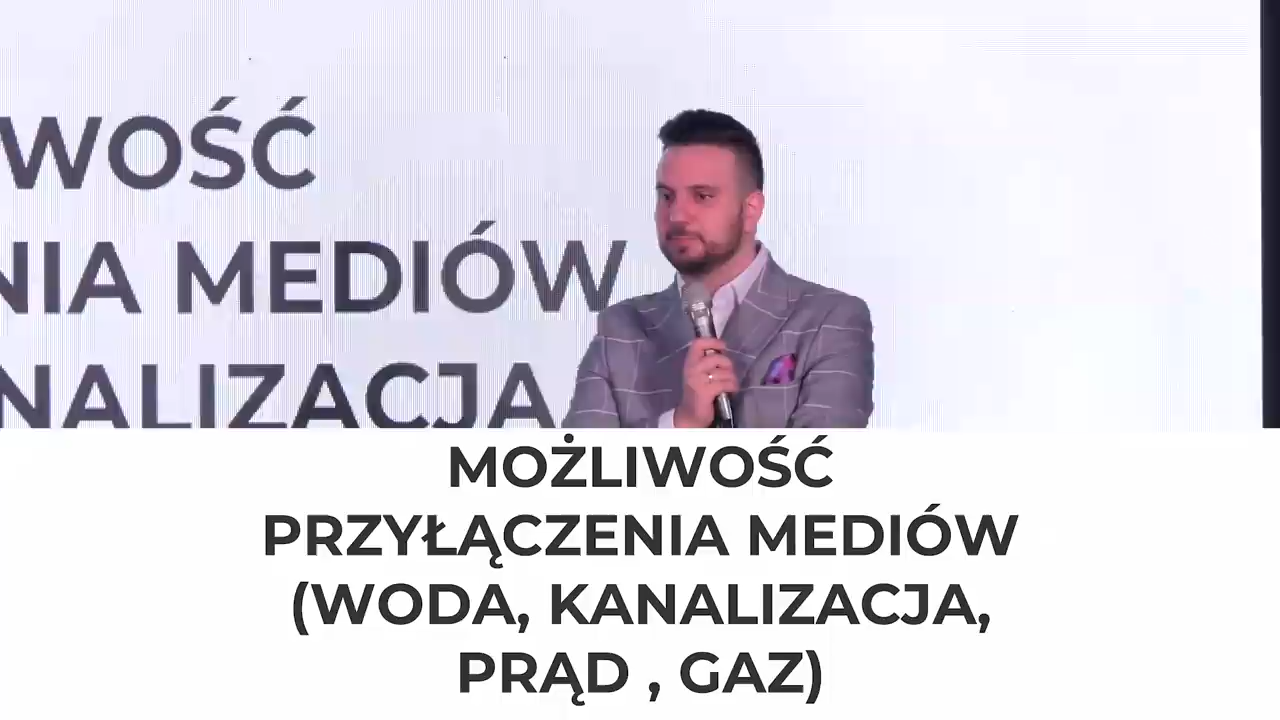 WOŚĆ
NIA MEDIÓW
NALIZACJA
MOŻLIWOŚĆ
PRZYŁĄCZENIA MEDIÓW
(WODA, KANALIZACJA,
PRĄD , GAZ)